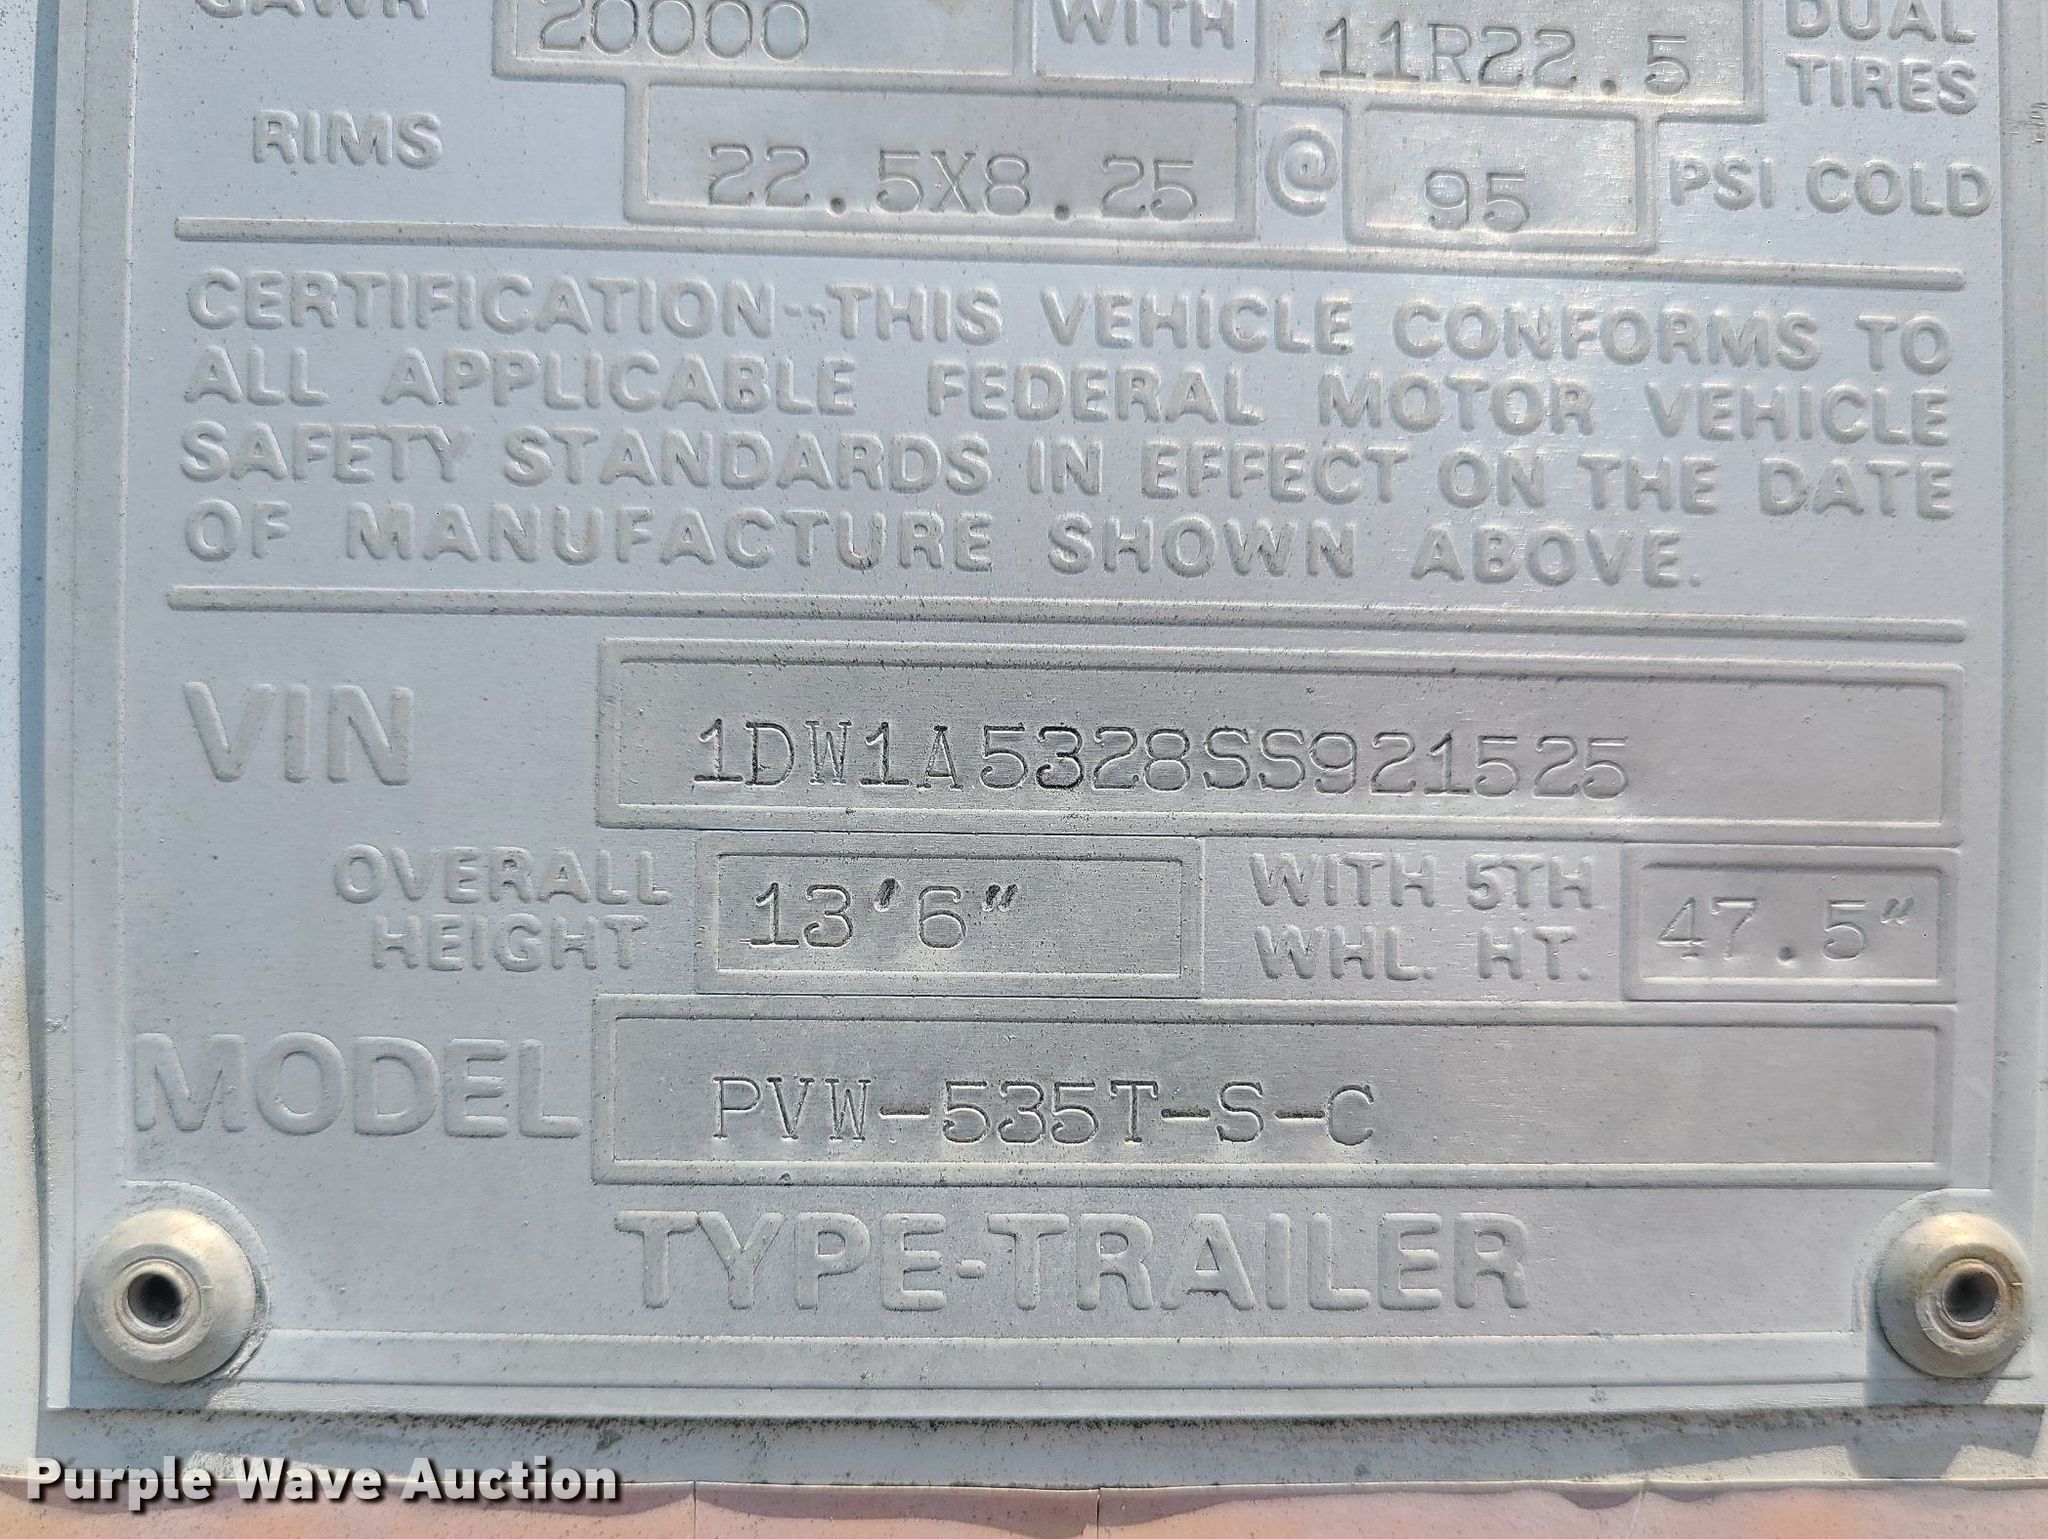 GAWR 20000 WITH 11R22.5 DUAL TIRES
RIMS 22.5X8.25 @ 95 PSI COLD
CERTIFICATION--THIS VEHICLE CONFORMS TO
ALL APPLICABLE FEDERAL MOTOR VEHICLE
SAFETY STANDARDS IN EFFECT ON THE DATE
OF MANUFACTURE SHOWN ABOVE.
VIN 1DW1A5328SS921525
OVERALL HEIGHT 13'6" WITH 5TH WHL. HT. 47.5"
MODEL PVW-535T-S-C
TYPE-TRAILER
Purple Wave Auction